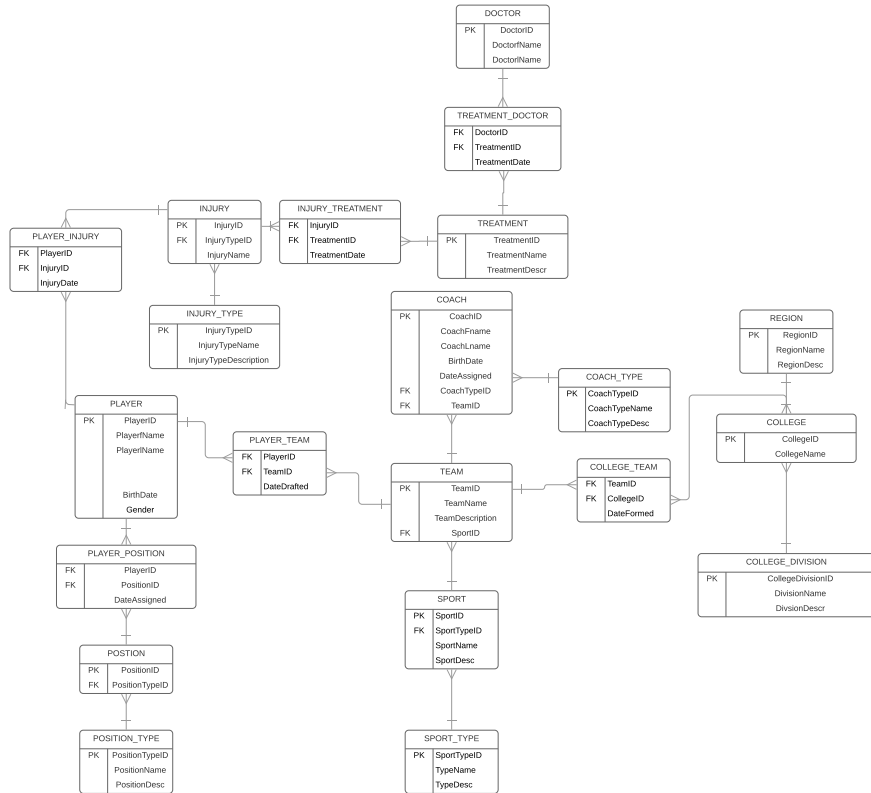 DOCTOR
PK DoctorID
DoctorfName
DoctorlName
TREATMENT_DOCTOR
FK DoctorID
FK TreatmentID
TreatmentDate
INJURY
PK InjuryID
FK InjuryTypeID
InjuryName
INJURY_TREATMENT
FK InjuryID
FK TreatmentID
TreatmentDate
TREATMENT
PK TreatmentID
TreatmentName
TreatmentDescr
PLAYER_INJURY
FK PlayerID
FK InjuryID
InjuryDate
INJURY_TYPE
PK InjuryTypeID
InjuryTypeName
InjuryTypeDescription
COACH
PK CoachID
CoachFname
CoachLname
BirthDate
DateAssigned
FK CoachTypeID
FK TeamID
COACH_TYPE
PK CoachTypeID
CoachTypeName
CoachTypeDesc
REGION
PK RegionID
RegionName
RegionDesc
PLAYER
PK PlayerID
PlayerfName
PlayerlName
BirthDate
Gender
PLAYER_TEAM
FK PlayerID
FK TeamID
DateDrafted
TEAM
PK TeamID
TeamName
TeamDescription
FK SportID
COLLEGE_TEAM
FK TeamID
FK CollegeID
DateFormed
COLLEGE
PK CollegeID
CollegeName
PLAYER_POSITION
FK PlayerID
FK PositionID
DateAssigned
COLLEGE_DIVISION
PK CollegeDivisionID
DivisionName
DivsionDescr
SPORT
PK SportID
FK SportTypeID
SportName
SportDesc
POSTION
PK PositionID
FK PositionTypeID
POSITION_TYPE
PK PositionTypeID
PositionName
PositionDesc
SPORT_TYPE
PK SportTypeID
TypeName
TypeDesc